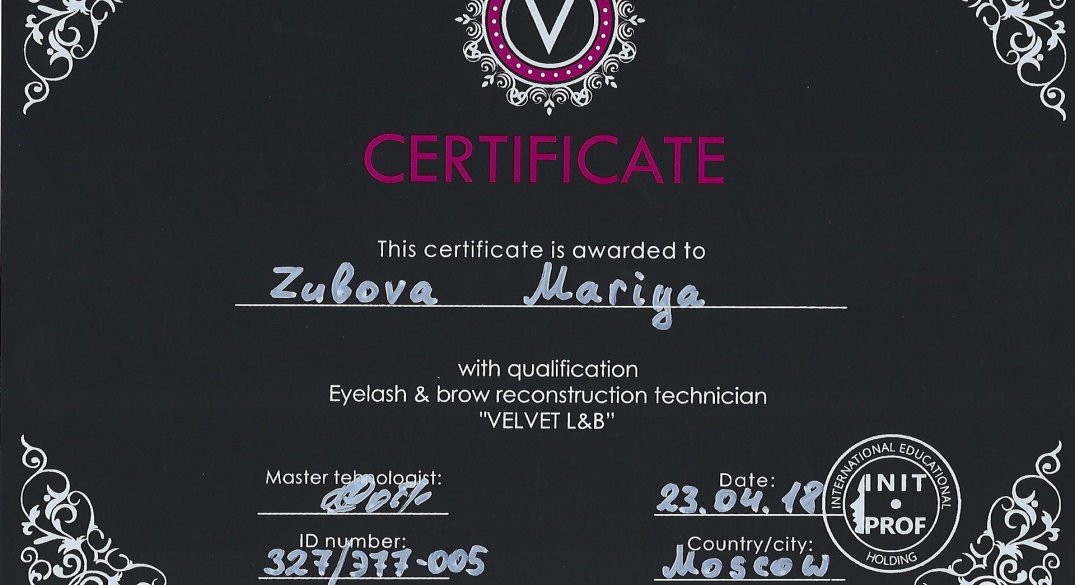 V
CERTIFICATE
This certificate is awarded to
Zubova Mariya
with qualification
Eyelash & brow reconstruction technician
"VELVET L&B"
Master tehnologist:
Date:
23.04.18
ID number:
327/377-005
Country/city:
Moscow
INTERNATIONAL EDUCATIONAL
INIT
PROF
HOLDING